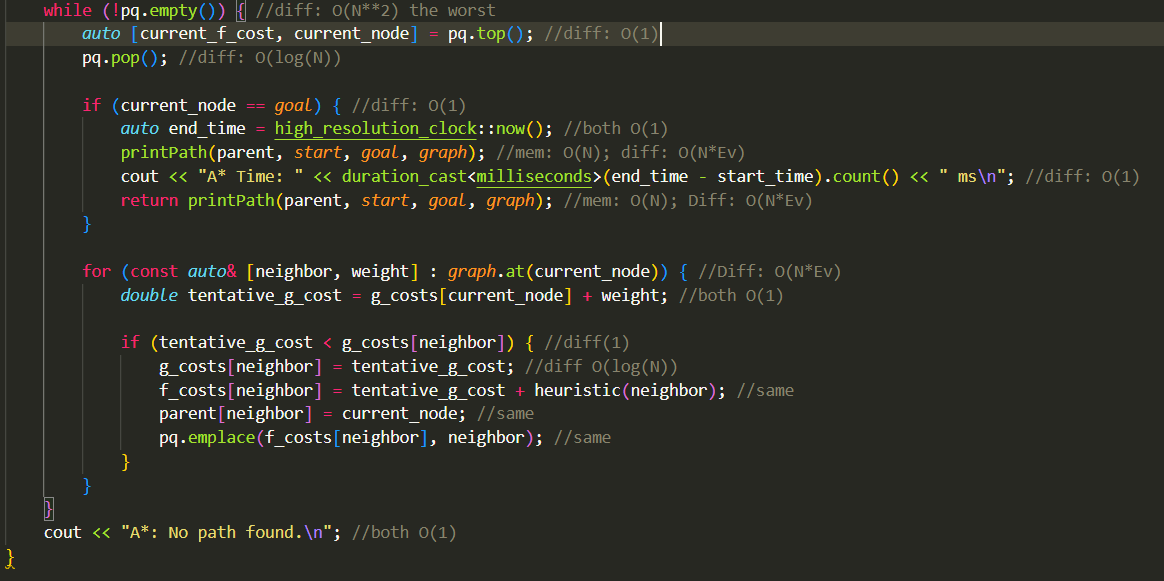 while (!pq.empty()) { //diff: O(N**2) the worst
auto [current_f_cost, current_node] = pq.top(); //diff: O(1)
pq.pop(); //diff: O(log(N))
if (current_node == goal) { //diff: O(1)
auto end_time = high_resolution_clock::now(); //both O(1)
printPath(parent, start, goal, graph); //mem: O(N); diff: O(N*Ev)
cout << "A* Time: " << duration_cast<milliseconds>(end_time - start_time).count() << " ms\n"; //diff: O(1)
return printPath(parent, start, goal, graph); //mem: O(N); Diff: O(N*Ev)
}
for (const auto& [neighbor, weight] : graph.at(current_node)) { //Diff: O(N*Ev)
double tentative_g_cost = g_costs[current_node] + weight; //both O(1)
if (tentative_g_cost < g_costs[neighbor]) { //diff(1)
g_costs[neighbor] = tentative_g_cost; //diff O(log(N))
f_costs[neighbor] = tentative_g_cost + heuristic(neighbor); //same
parent[neighbor] = current_node; //same
pq.emplace(f_costs[neighbor], neighbor); //same
}
}
}
cout << "A*: No path found.\n"; //both O(1)
}